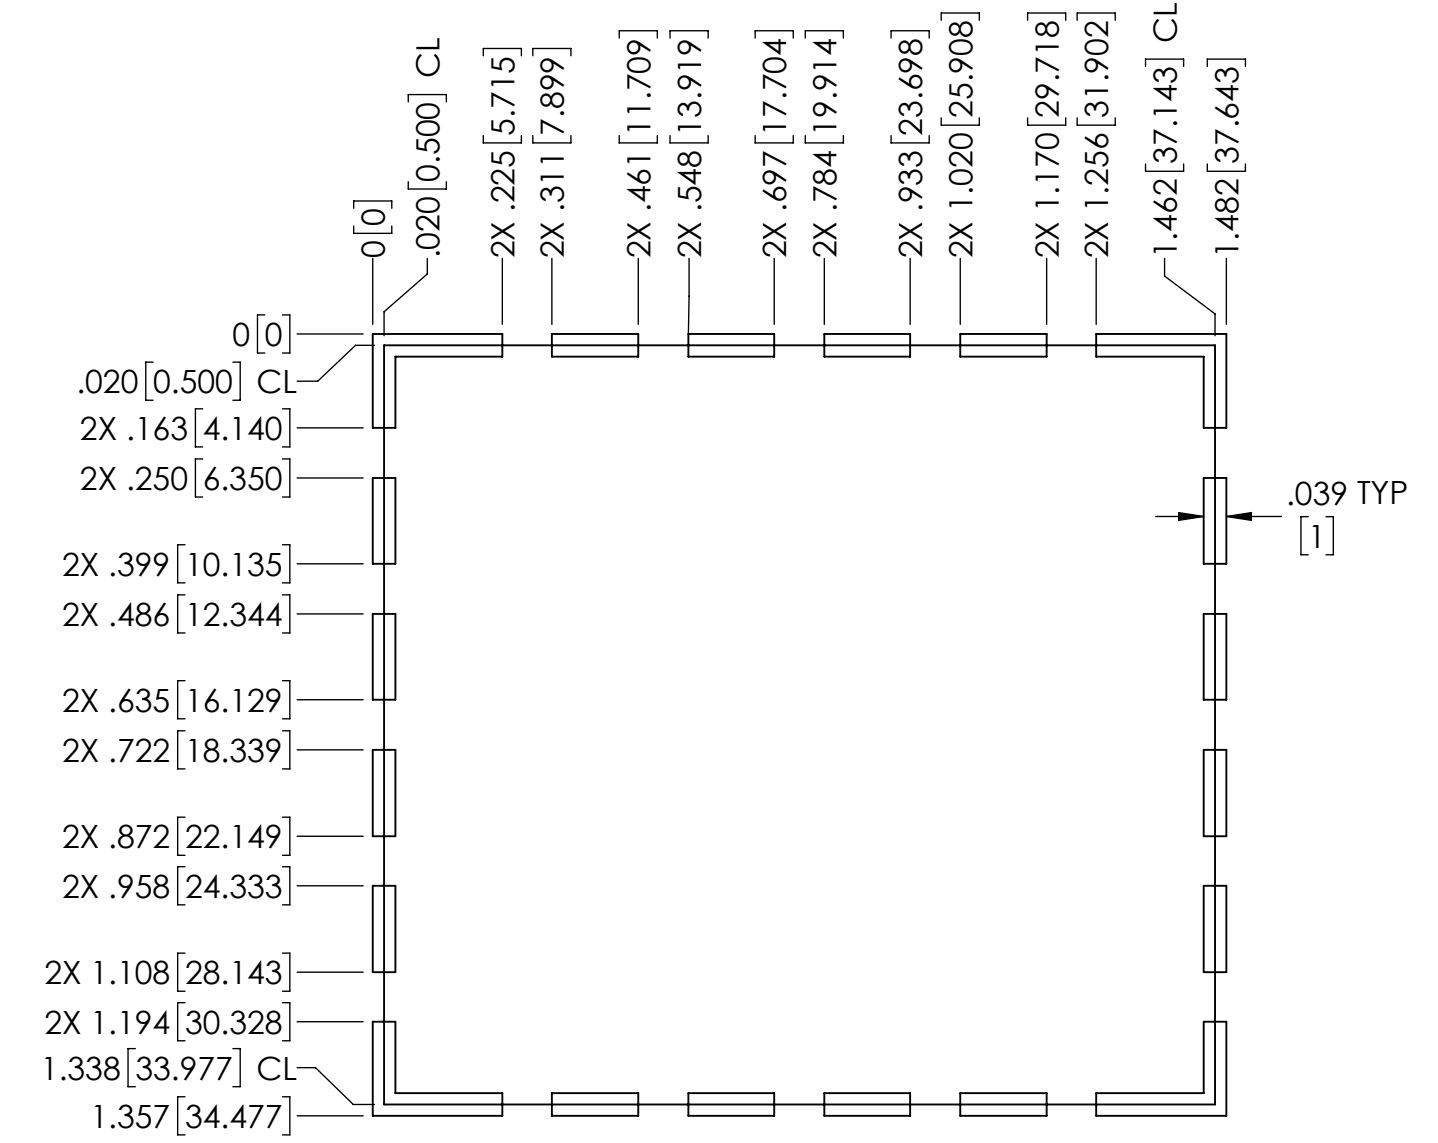 0[0]
.020[0.500] CL
2X .225[5.715]
2X .311[7.899]
2X .461[11.709]
2X .548[13.919]
2X .697[17.704]
2X .784[19.914]
2X .933[23.698]
2X 1.020[25.908]
2X 1.170[29.718]
2X 1.256[31.902]
1.462[37.143] CL
1.482[37.643]
0[0]
.020[0.500] CL
2X .163[4.140]
2X .250[6.350]
2X .399[10.135]
2X .486[12.344]
2X .635[16.129]
2X .722[18.339]
2X .872[22.149]
2X .958[24.333]
2X 1.108[28.143]
2X 1.194[30.328]
1.338[33.977] CL
1.357[34.477]
.039 TYP
[1]